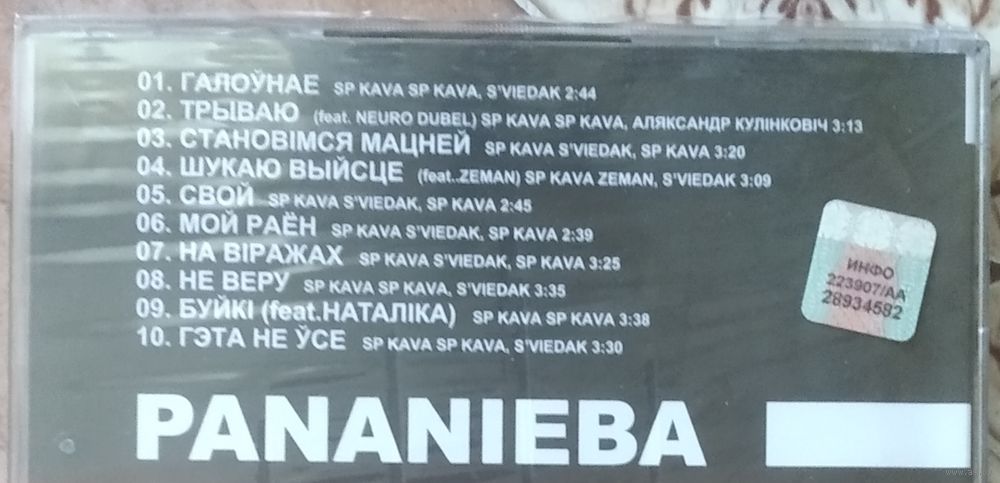 01. ГАЛОЎНАЕ SP KAVA SP KAVA, S'VIEDAK 2:44
02. ТРЫВАЮ (feat. NEURO DUBEL) SP KAVA SP KAVA, АЛЯКСАНДР КУЛІНКОВІЧ 3:13
03. СТАНОВІМСЯ МАЦНЕЙ SP KAVA S'VIEDAK, SP KAVA 3:20
04. ШУКАЮ ВЫЙСЦЕ (feat..ZEMAN) SP KAVA ZEMAN, S'VIEDAK 3:09
05. СВОЙ SP KAVA S'VIEDAK, SP KAVA 2:45
06. МОЙ РАЁН SP KAVA S'VIEDAK, SP KAVA 2:39
07. НА ВІРАЖАХ SP KAVA S'VIEDAK, SP KAVA 3:25
08. НЕ ВЕРУ SP KAVA SP KAVA, S'VIEDAK 3:35
09. БУЙКІ (feat.НАТАЛІКА) SP KAVA SP KAVA 3:38
10. ГЭТА НЕ ЎСЕ SP KAVA SP KAVA, S'VIEDAK 3:30
ИНФО
223907/АА
28934582
PANANIEBA